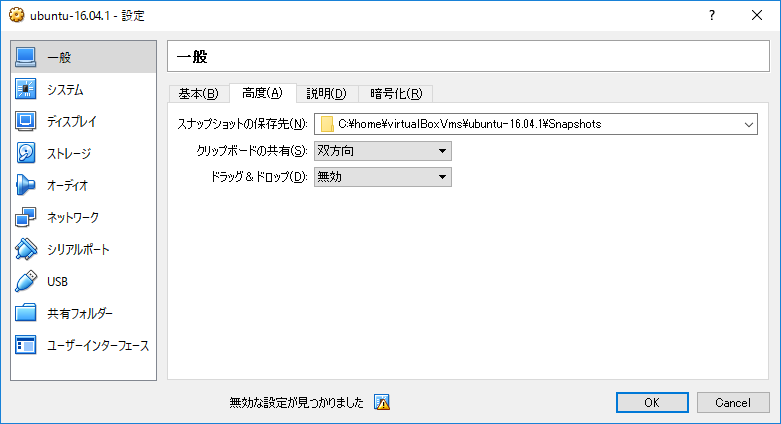 ubuntu-16.04.1 - 設定
? ×
一般
システム
ディスプレイ
ストレージ
オーディオ
ネットワーク
シリアルポート
USB
共有フォルダー
ユーザーインターフェース
一般
基本(B) 高度(A) 説明(D) 暗号化(R)
スナップショットの保存先(N): C:¥home¥virtualBoxVms¥ubuntu-16.04.1¥Snapshots
クリップボードの共有(S): 双方向
ドラッグ＆ドロップ(D): 無効
無効な設定が見つかりました
OK Cancel